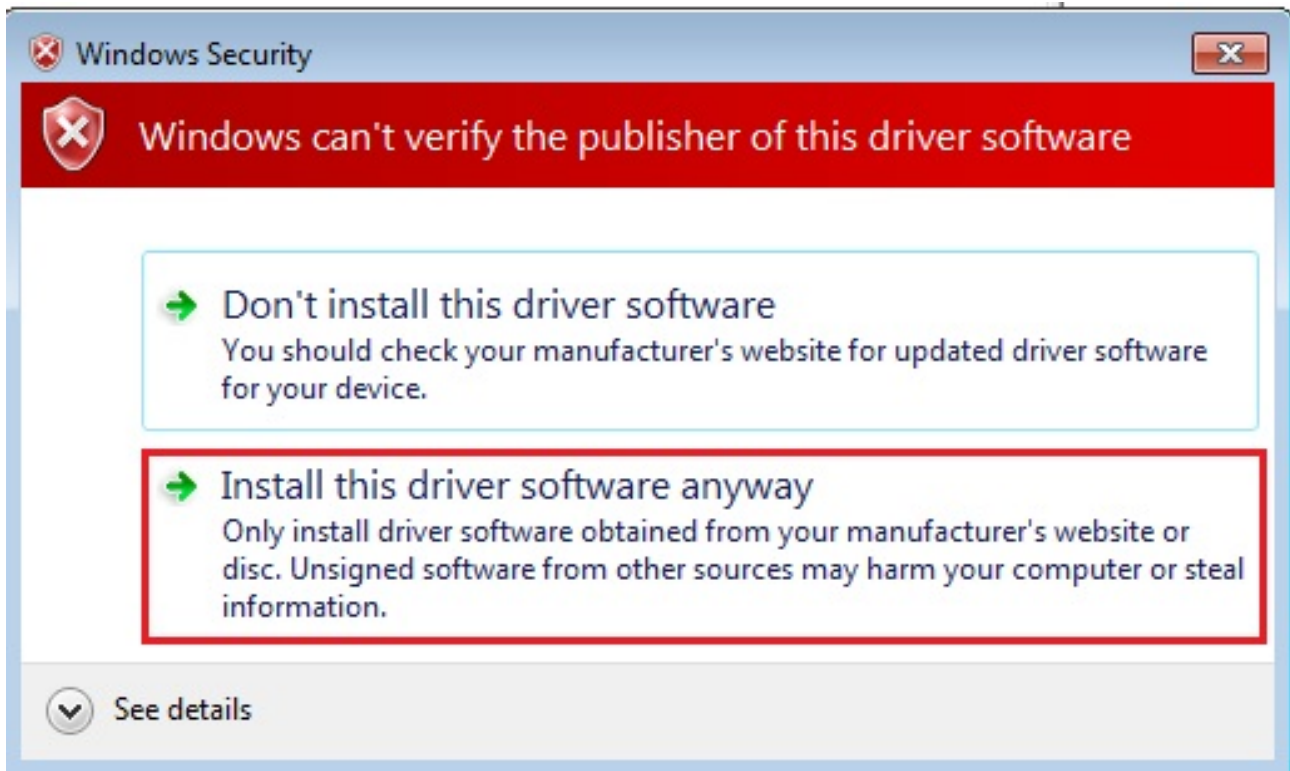 Windows Security
Windows can't verify the publisher of this driver software
Don't install this driver software
You should check your manufacturer's website for updated driver software
for your device.
Install this driver software anyway
Only install driver software obtained from your manufacturer's website or
disc. Unsigned software from other sources may harm your computer or steal
information.
See details